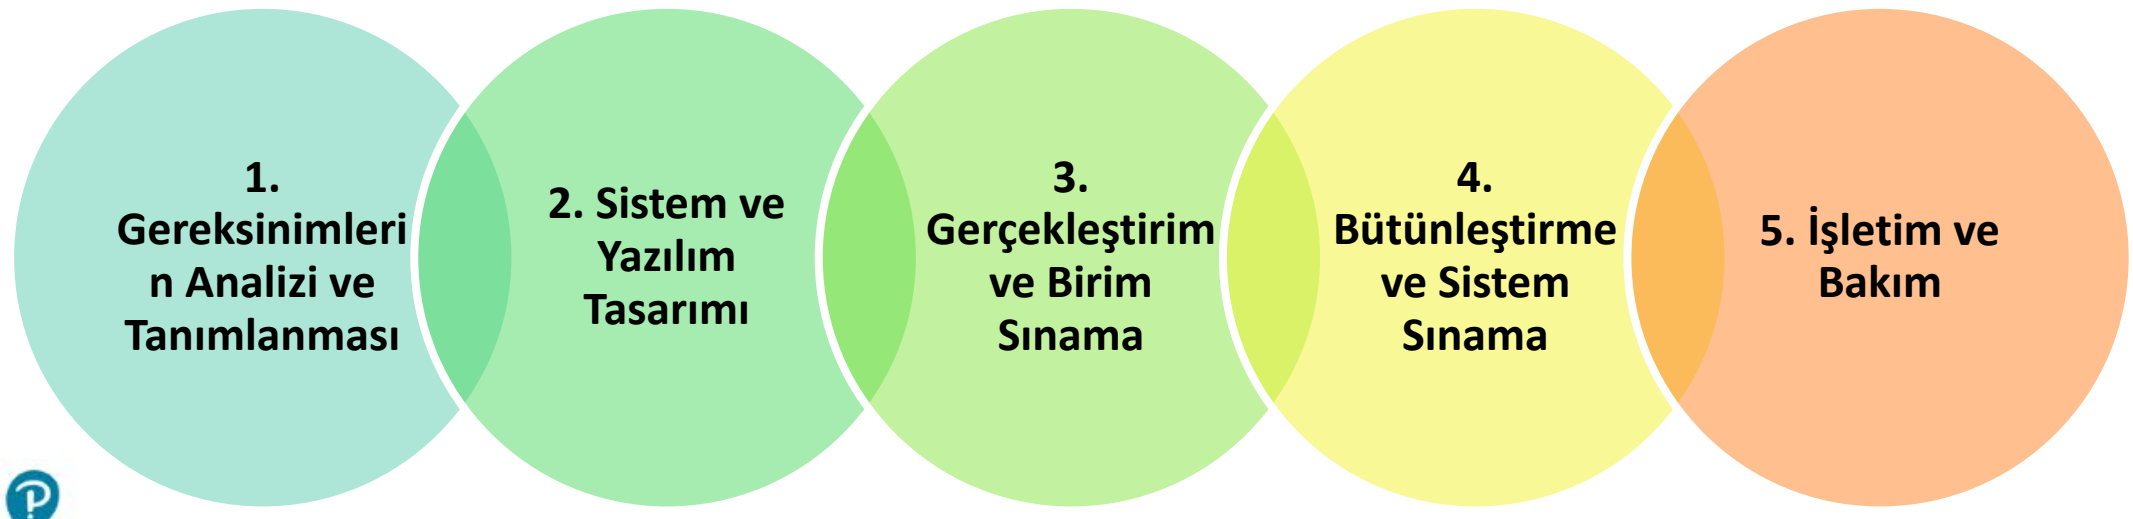 1.
Gereksinimleri
n Analizi ve
Tanımlanması
2. Sistem ve
Yazılım
Tasarımı
3.
Gerçekleştirim
ve Birim
Sınama
4.
Bütünleştirme
ve Sistem
Sınama
5. İşletim ve
Bakım